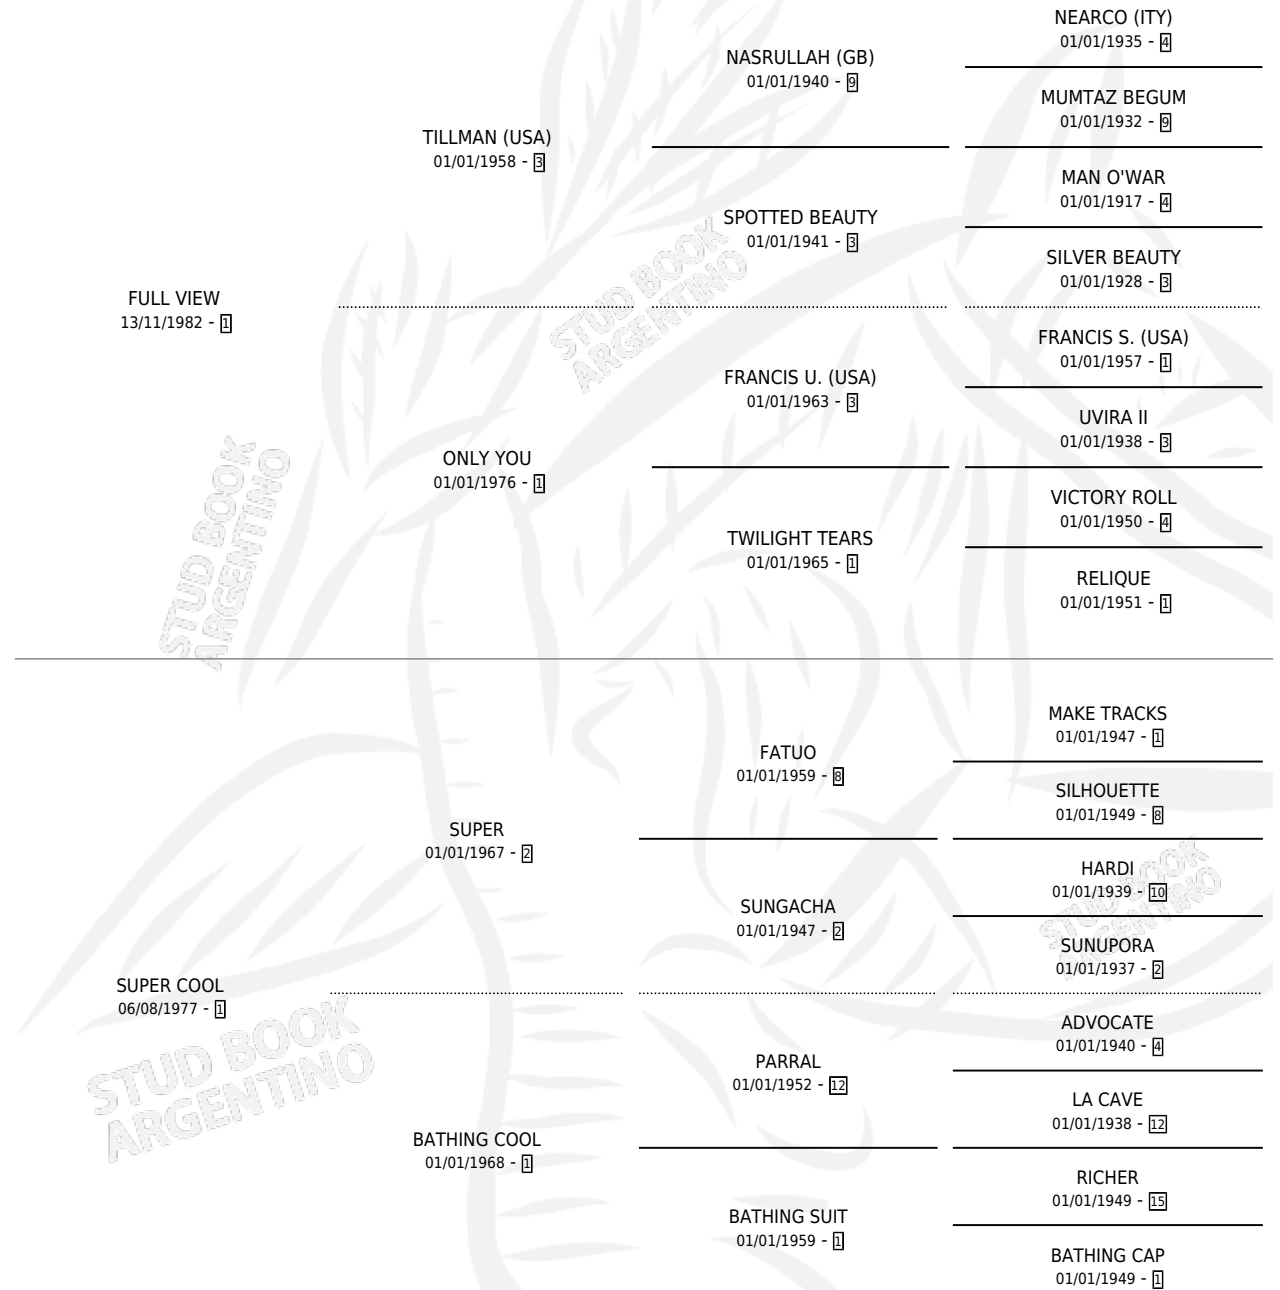 NEARCO (ITY)
01/01/1935 - 4
NASRULLAH (GB)
01/01/1940 - 9
MUMTAZ BEGUM
01/01/1932 - 9
TILLMAN (USA)
01/01/1958 - 3
MAN O'WAR
01/01/1917 - 4
SPOTTED BEAUTY
01/01/1941 - 3
SILVER BEAUTY
01/01/1928 - 3
FULL VIEW
13/11/1982 - 1
FRANCIS S. (USA)
01/01/1957 - 1
FRANCIS U. (USA)
01/01/1963 - 3
UVIRA II
01/01/1938 - 3
ONLY YOU
01/01/1976 - 1
VICTORY ROLL
01/01/1950 - 4
TWILIGHT TEARS
01/01/1965 - 1
RELIQUE
01/01/1951 - 1
MAKE TRACKS
01/01/1947 - 1
FATUO
01/01/1959 - 8
SILHOUETTE
01/01/1949 - 8
SUPER
01/01/1967 - 2
HARDI
01/01/1939 - 10
SUNGACHA
01/01/1947 - 2
SUNUPORA
01/01/1937 - 2
SUPER COOL
06/08/1977 - 1
ADVOCATE
01/01/1940 - 4
PARRAL
01/01/1952 - 12
LA CAVE
01/01/1938 - 12
BATHING COOL
01/01/1968 - 1
RICHER
01/01/1949 - 15
BATHING SUIT
01/01/1959 - 1
BATHING CAP
01/01/1949 - 1
STUD BOOK
ARGENTINO
STUD BOOK
ARGENTINO
STUD BOOK
ARGENTINO
STUD BOOK
ARGENTINO